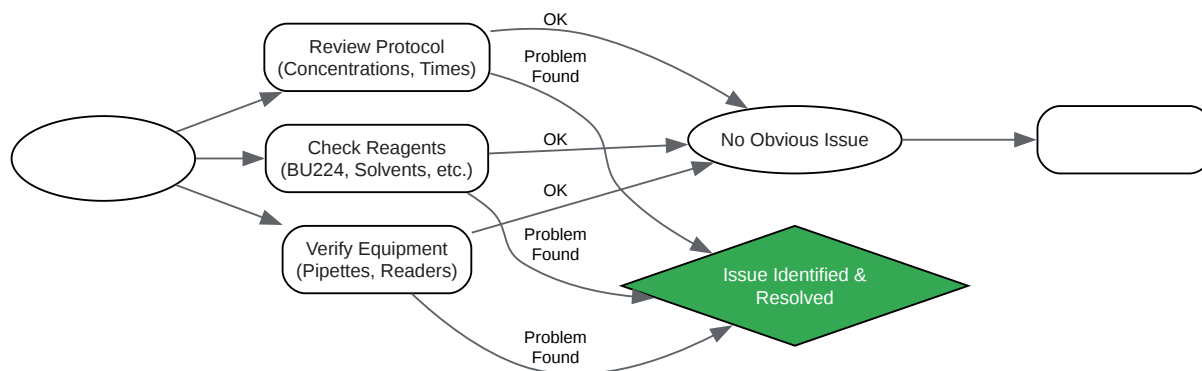 OK
Review Protocol
(Concentrations, Times)
Problem
Found
Check Reagents
(BU224, Solvents, etc.)
OK
No Obvious Issue
OK
Verify Equipment
(Pipettes, Readers)
Problem
Found
Issue Identified &
Resolved
Problem
Found